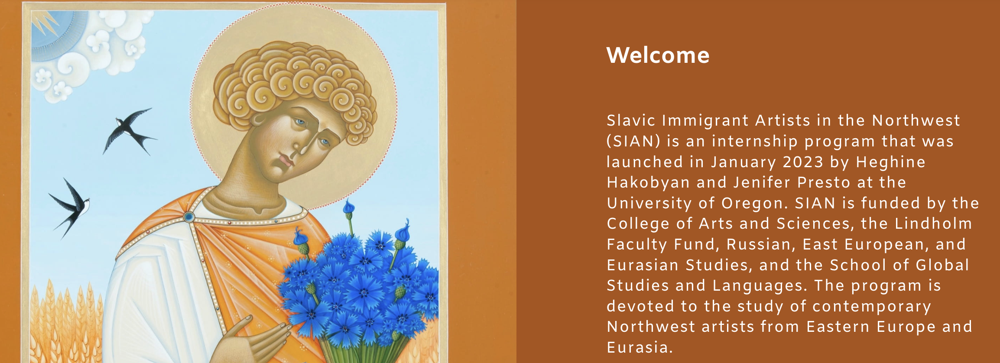 Welcome
Slavic Immigrant Artists in the Northwest
(SIAN) is an internship program that was
launched in January 2023 by Heghine
Hakobyan and Jenifer Presto at the
University of Oregon. SIAN is funded by the
College of Arts and Sciences, the Lindholm
Faculty Fund, Russian, East European, and
Eurasian Studies, and the School of Global
Studies and Languages. The program is
devoted to the study of contemporary
Northwest artists from Eastern Europe and
Eurasia.